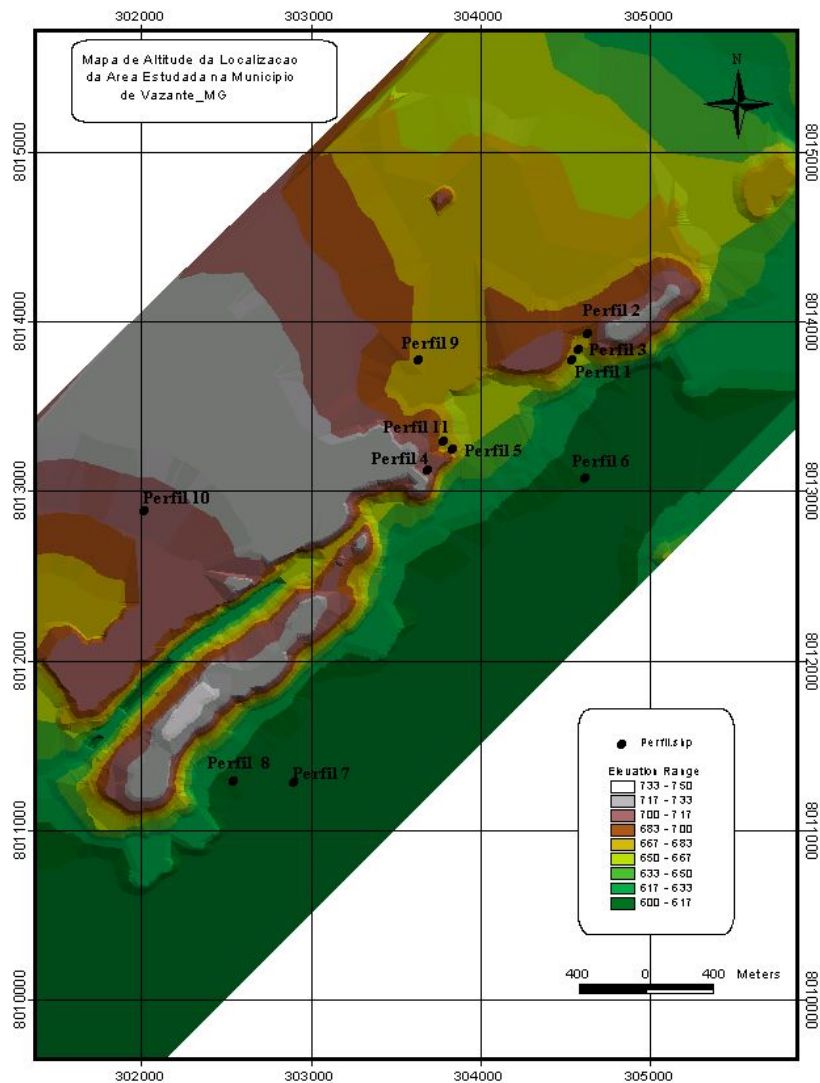 302000 303000 304000 305000
Mapa de Altitude da Localizacao
da Area Estudada na Municipio
de Vazante_MG
N
8015000 8015000
8014000 8014000
Perfil 2
Perfil 9
Perfil 3
Perfil 1
Perfil 11
Perfil 5
Perfil 4
Perfil 6
8013000 8013000
Perfil 10
8012000 8012000
Perfil 8
Perfil 7
8011000 8011000
Perfil.shp
Elevation Range
733 - 750
717 - 733
700 - 717
683 - 700
667 - 683
650 - 667
633 - 650
617 - 633
600 - 617
400 0 400 Meters
8010000 8010000
302000 303000 304000 305000